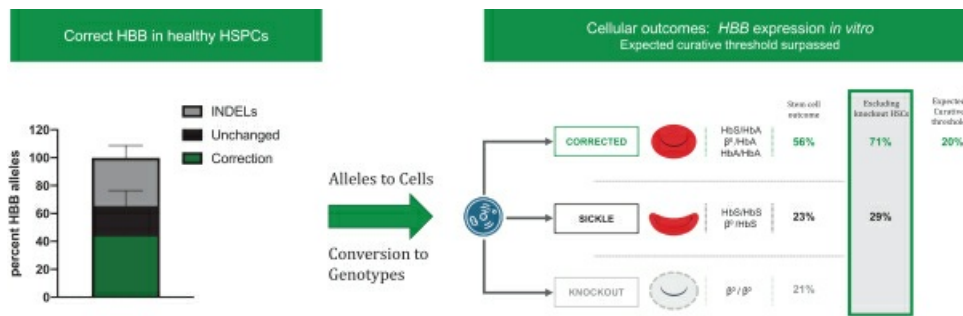 Correct HBB in healthy HSPCs
INDELs
Unchanged
Correction
percent HBB alleles
120
100
80
60
40
20
0
Alleles to Cells
Conversion to
Genotypes
Cellular outcomes: HBB expression in vitro
Expected curative threshold surpassed
Stem cell
outcome
Excluding
knockout HSCs
Expected
Curative
threshold
CORRECTED
HbS/HbA
β⁰/HbA
HbA/HbA
56%
71%
20%
SICKLE
HbS/HbS
β⁰/HbS
23%
29%
KNOCKOUT
β⁰/β⁰
21%